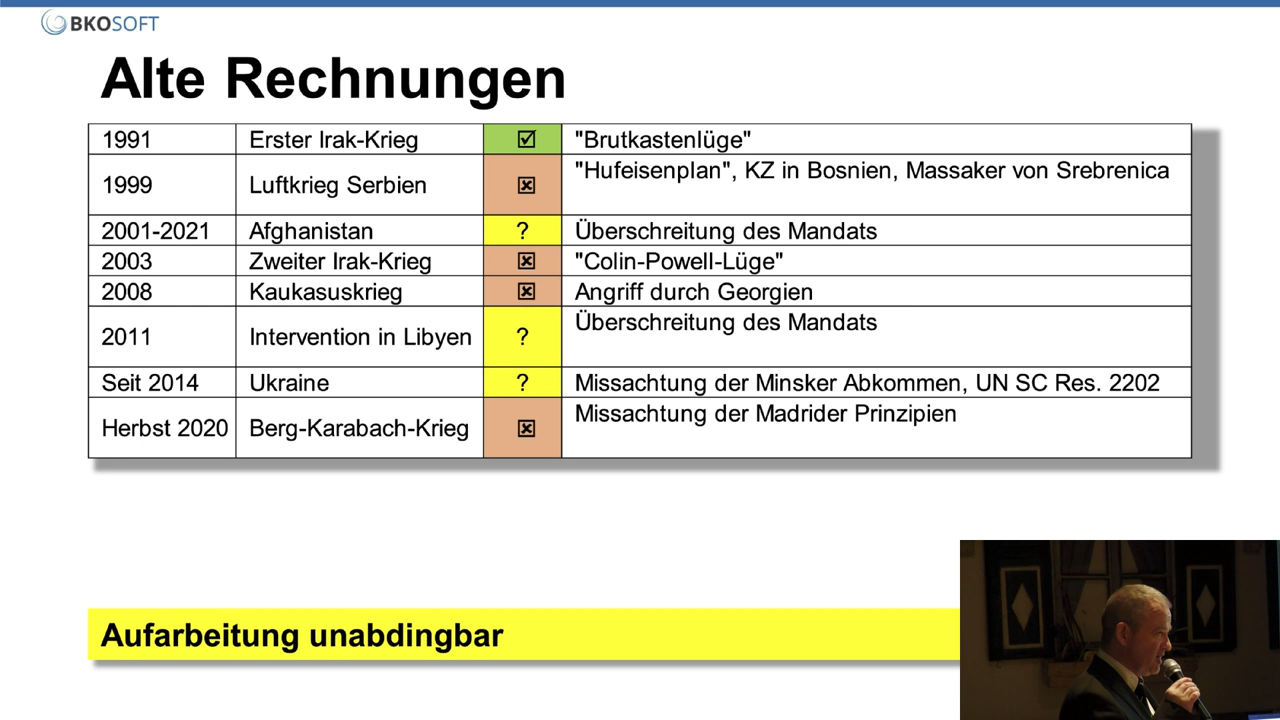 BKOSOFT
Alte Rechnungen
1991 Erster Irak-Krieg ☑ "Brutkastenlüge"
1999 Luftkrieg Serbien ☒ "Hufeisenplan", KZ in Bosnien, Massaker von Srebrenica
2001-2021 Afghanistan ? Überschreitung des Mandats
2003 Zweiter Irak-Krieg ☒ "Colin-Powell-Lüge"
2008 Kaukasuskrieg ☒ Angriff durch Georgien
2011 Intervention in Libyen ? Überschreitung des Mandats
Seit 2014 Ukraine ? Missachtung der Minsker Abkommen, UN SC Res. 2202
Herbst 2020 Berg-Karabach-Krieg ☒ Missachtung der Madrider Prinzipien
Aufarbeitung unabdingbar